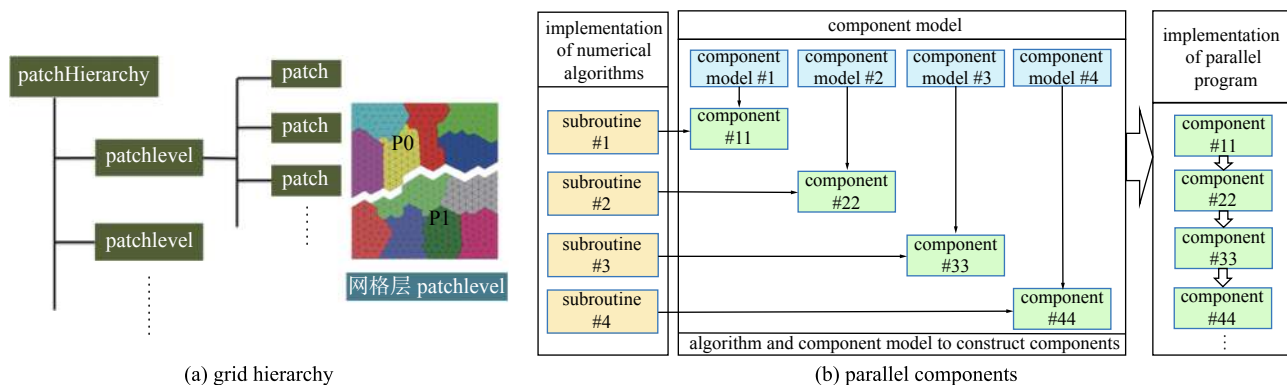 patchHierarchy
patch
patch
patchlevel
patch
patchlevel
P0
P1
网格层 patchlevel
(a) grid hierarchy
implementation
of numerical
algorithms
subroutine
#1
subroutine
#2
subroutine
#3
subroutine
#4
component model
component
model #1
component
model #2
component
model #3
component
model #4
component
#11
component
#22
component
#33
component
#44
algorithm and component model to construct components
implementation
of parallel
program
component
#11
component
#22
component
#33
component
#44
(b) parallel components